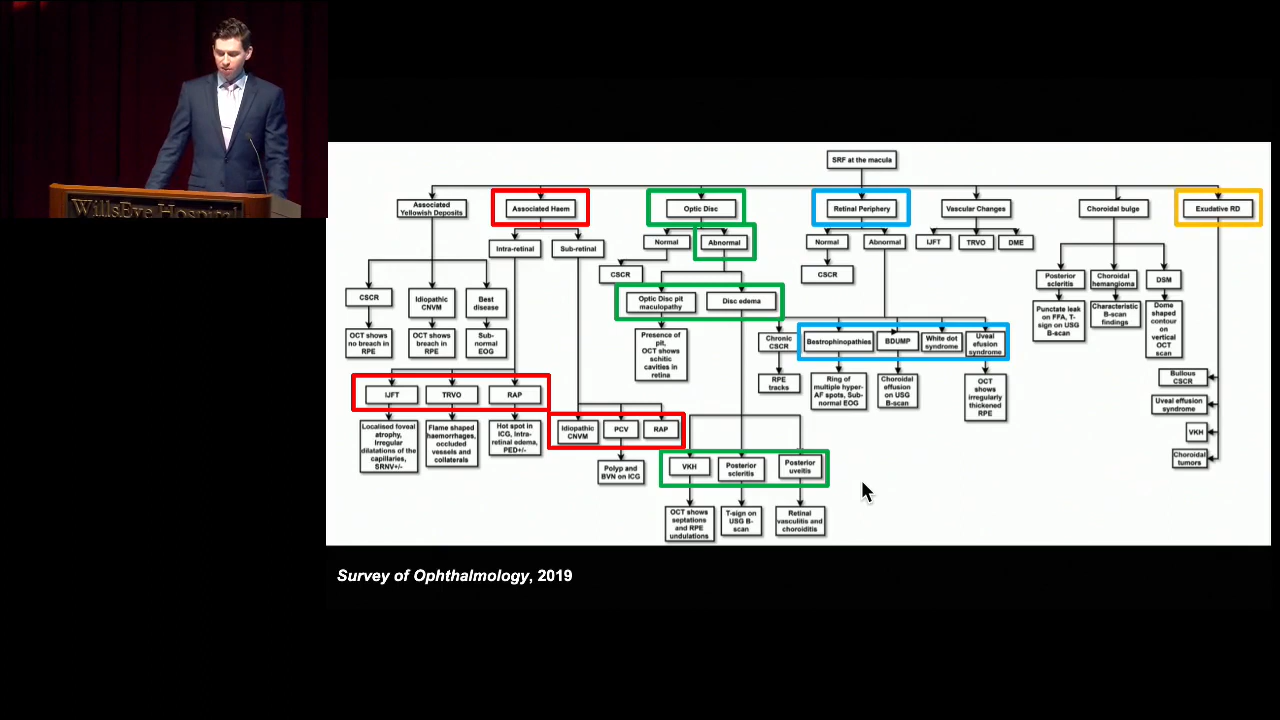 WillsEye Hospital
SRF at the macula
Associated
Yellowish Deposits
Associated Haem
Optic Disc
Retinal Periphery
Vascular Changes
Choroidal bulge
Exudative RD
Intra-retinal
Sub-retinal
Normal
Abnormal
Normal
Abnormal
IJFT
TRVO
DME
CSCR
CSCR
CSCR
Idiopathic
CNVM
Best
disease
Optic Disc pit
maculopathy
Disc edema
Posterior
scleritis
Choroidal
hemangioma
DSM
OCT shows
no breach in
RPE
OCT shows
breach in
RPE
Sub-
normal
EOG
Presence of
pit,
OCT shows
schitic
cavities in
retina
Chronic
CSCR
Bestrophinopathies
BDUMP
White dot
syndrome
Uveal
efusion
syndrome
Punctate leak
on FFA, T-
sign on USG
B-scan
Characteristic
B-scan
findings
Dome
shaped
contour
on
vertical
OCT
scan
RPE
tracks
Ring of
multiple hyper-
AF spots, Sub-
normal EOG
Choroidal
effusion
on USG
B-scan
OCT
shows
irregularly
thickened
RPE
Bullous
CSCR
Uveal efusion
syndrome
VKH
Choroidal
tumors
IJFT
TRVO
RAP
Localised foveal
atrophy,
Irregular
dilatations of the
capillaries,
SRNV+/-
Flame shaped
haemorrhages,
occluded
vessels and
collaterals
Hot spot in
ICG, Intra-
retinal edema,
PED+/-
Idiopathic
CNVM
PCV
RAP
Polyp and
BVN on ICG
VKH
Posterior
scleritis
Posterior
uveitis
OCT shows
septations
and RPE
undulations
T-sign on
USG B-
scan
Retinal
vasculitis and
choroiditis
Survey of Ophthalmology, 2019